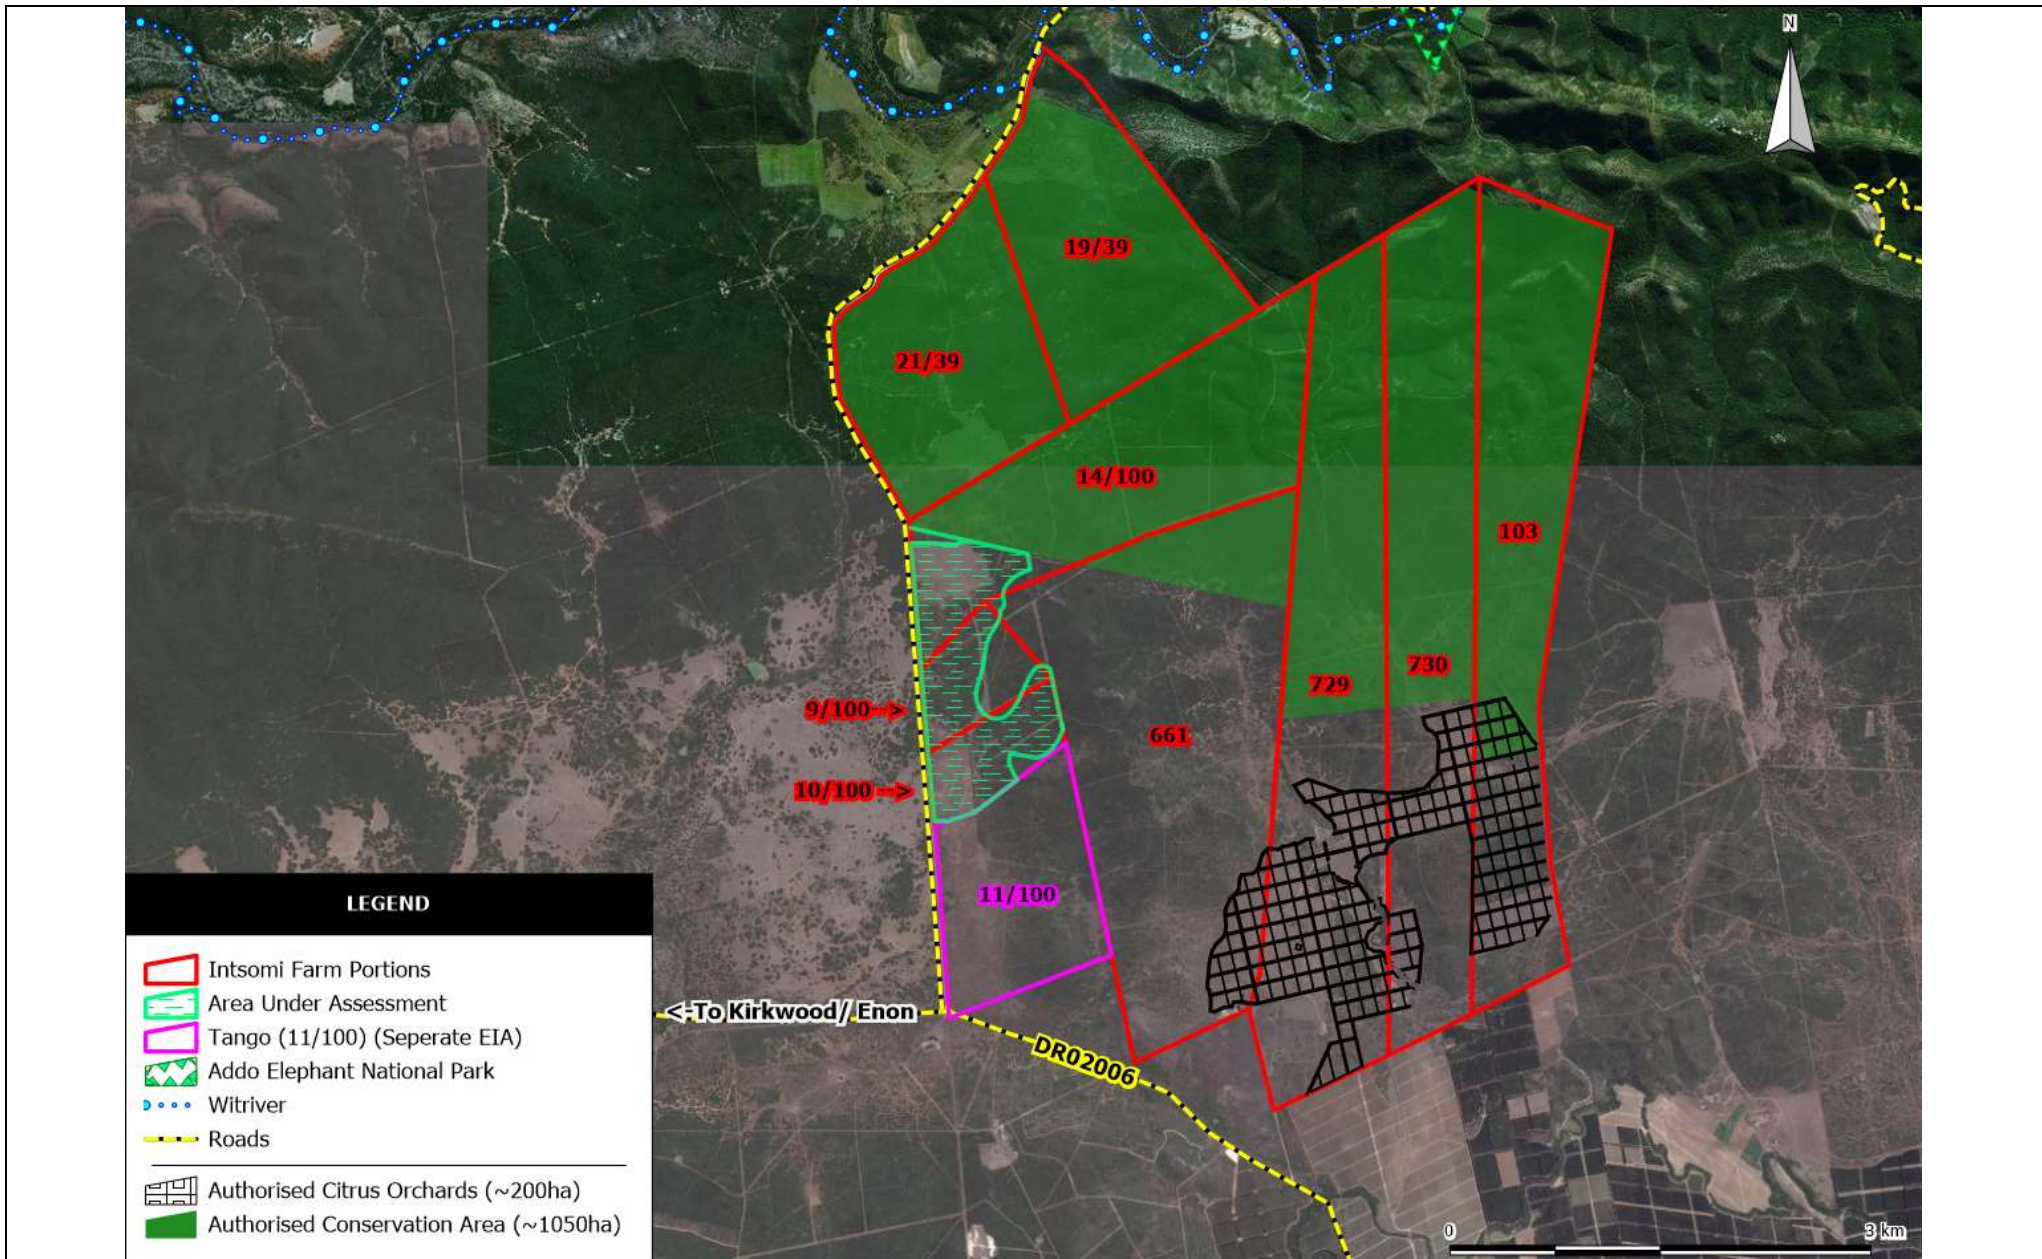 N
19/39
21/39
14/100
103
730
729
9/100-->
661
10/100-->
11/100
<-To Kirkwood/ Enon
DR02006
LEGEND
Intsomi Farm Portions
Area Under Assessment
Tango (11/100) (Seperate EIA)
Addo Elephant National Park
Witriver
Roads
Authorised Citrus Orchards (~200ha)
Authorised Conservation Area (~1050ha)
0 3 km